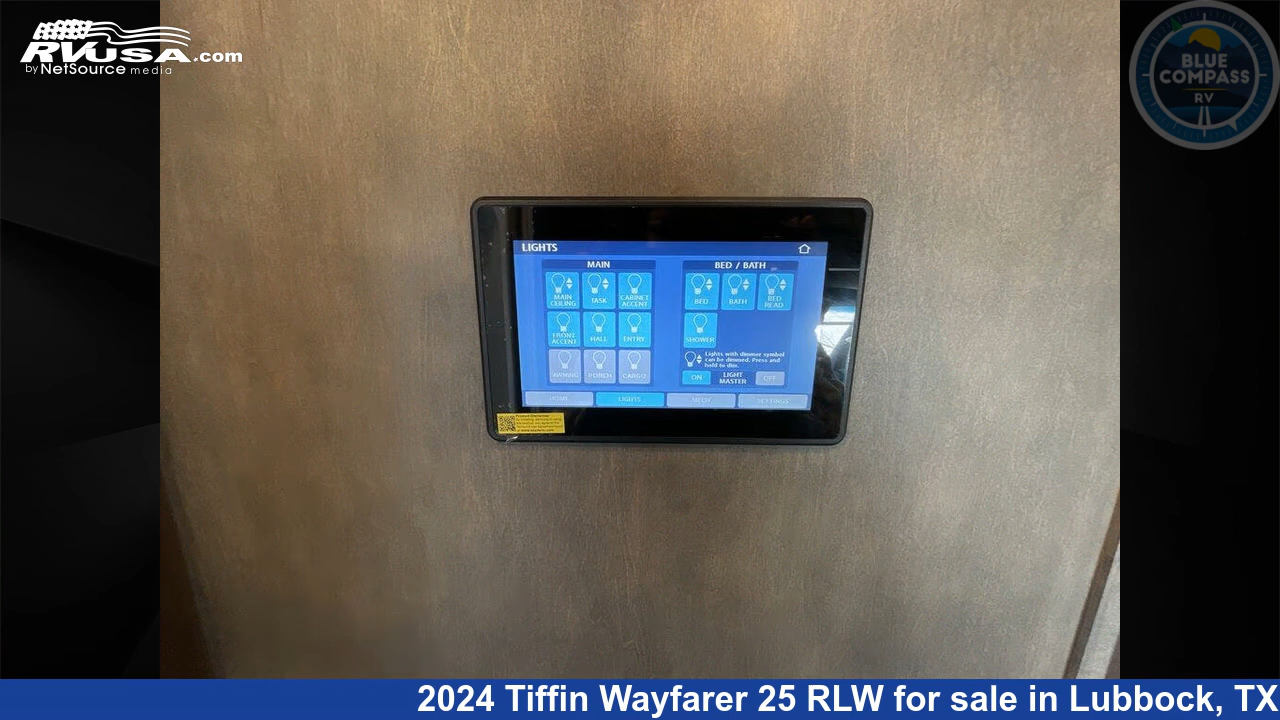 RVUSA.com
by NetSource media
BLUE
COMPASS
RV
LIGHTS
MAIN
BED / BATH
MAIN
CEILING
TASK
CABINET
ACCENT
BED
BATH
BED
READ
FRONT
ACCENT
HALL
ENTRY
SHOWER
AWNING
PORCH
CARGO
Lights with dimmer symbol
can be dimmed. Press and
hold to dim.
ON
LIGHT
MASTER
OFF
HOME
LIGHTS
MECH
SETTINGS
Product Disclaimer
2024 Tiffin Wayfarer 25 RLW for sale in Lubbock, TX